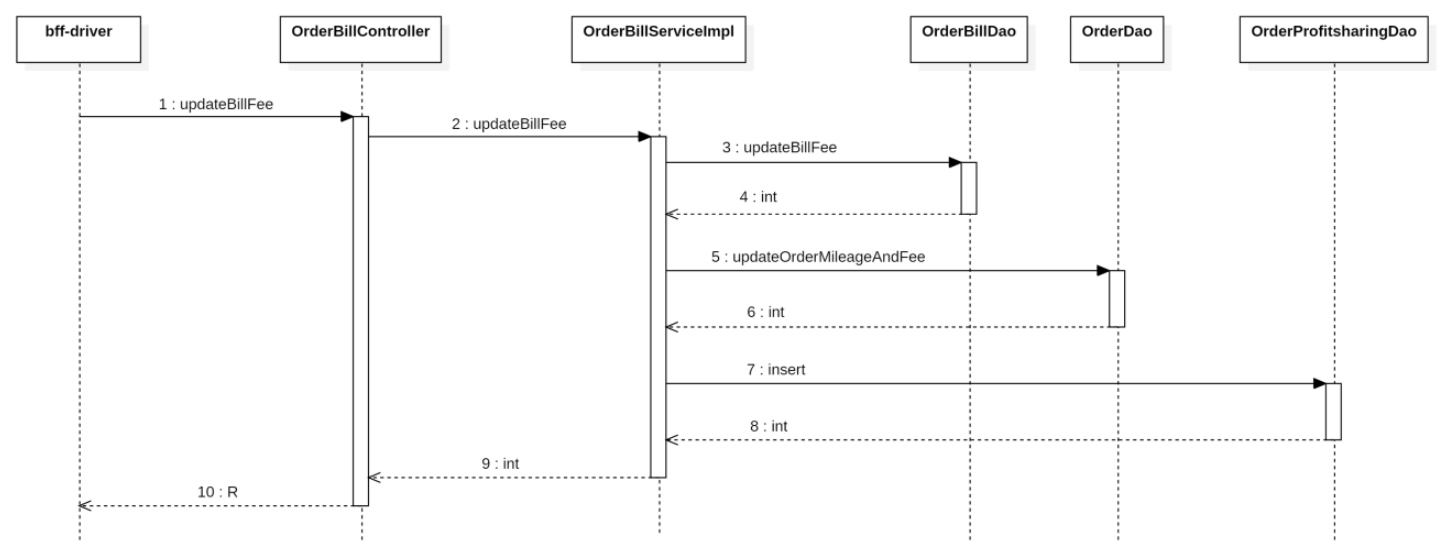 bff-driver
OrderBillController
OrderBillServiceImpl
OrderBillDao
OrderDao
OrderProfitsharingDao
1 : updateBillFee
2 : updateBillFee
3 : updateBillFee
4 : int
5 : updateOrderMileageAndFee
6 : int
7 : insert
8 : int
9 : int
10 : R